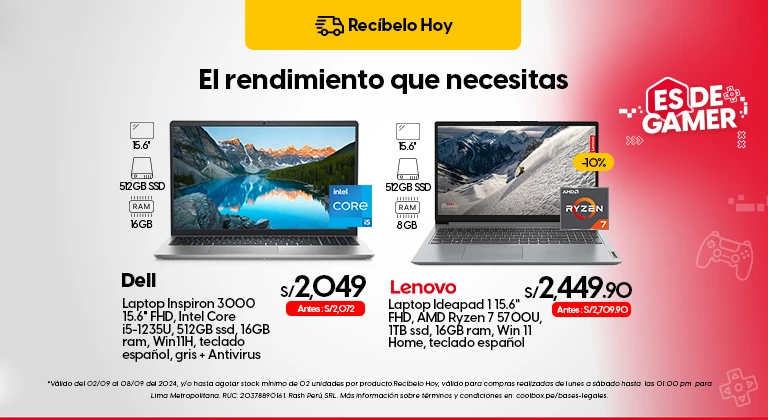 Recíbelo Hoy
El rendimiento que necesitas
ES DE
GAMER
15.6"
512GB SSD
RAM
16GB
intel
CORE
i5
15.6"
512GB SSD
RAM
8GB
Lenovo
-10%
AMD
RYZEN
7
Dell
S/2,049
Antes: S/2,072
Laptop Inspiron 3000
15.6" FHD, Intel Core
i5-1235U, 512GB ssd, 16GB
ram, Win11H, teclado
español, gris + Antivirus
Lenovo
S/2,449.90
Antes: S/2,709.90
Laptop Ideapad 1 15.6"
FHD, AMD Ryzen 7 5700U,
1TB ssd, 16GB ram, Win 11
Home, teclado español
*Válido del 02/09 al 08/09 del 2024, y/o hasta agotar stock mínimo de 02 unidades por producto.Recíbelo Hoy, válido para compras realizadas de lunes a sábado hasta las 01:00 pm para
Lima Metropolitana. RUC: 20378890161 Rash Perú SRL. Más información sobre términos y condiciones en: coolbox.pe/bases-legales.